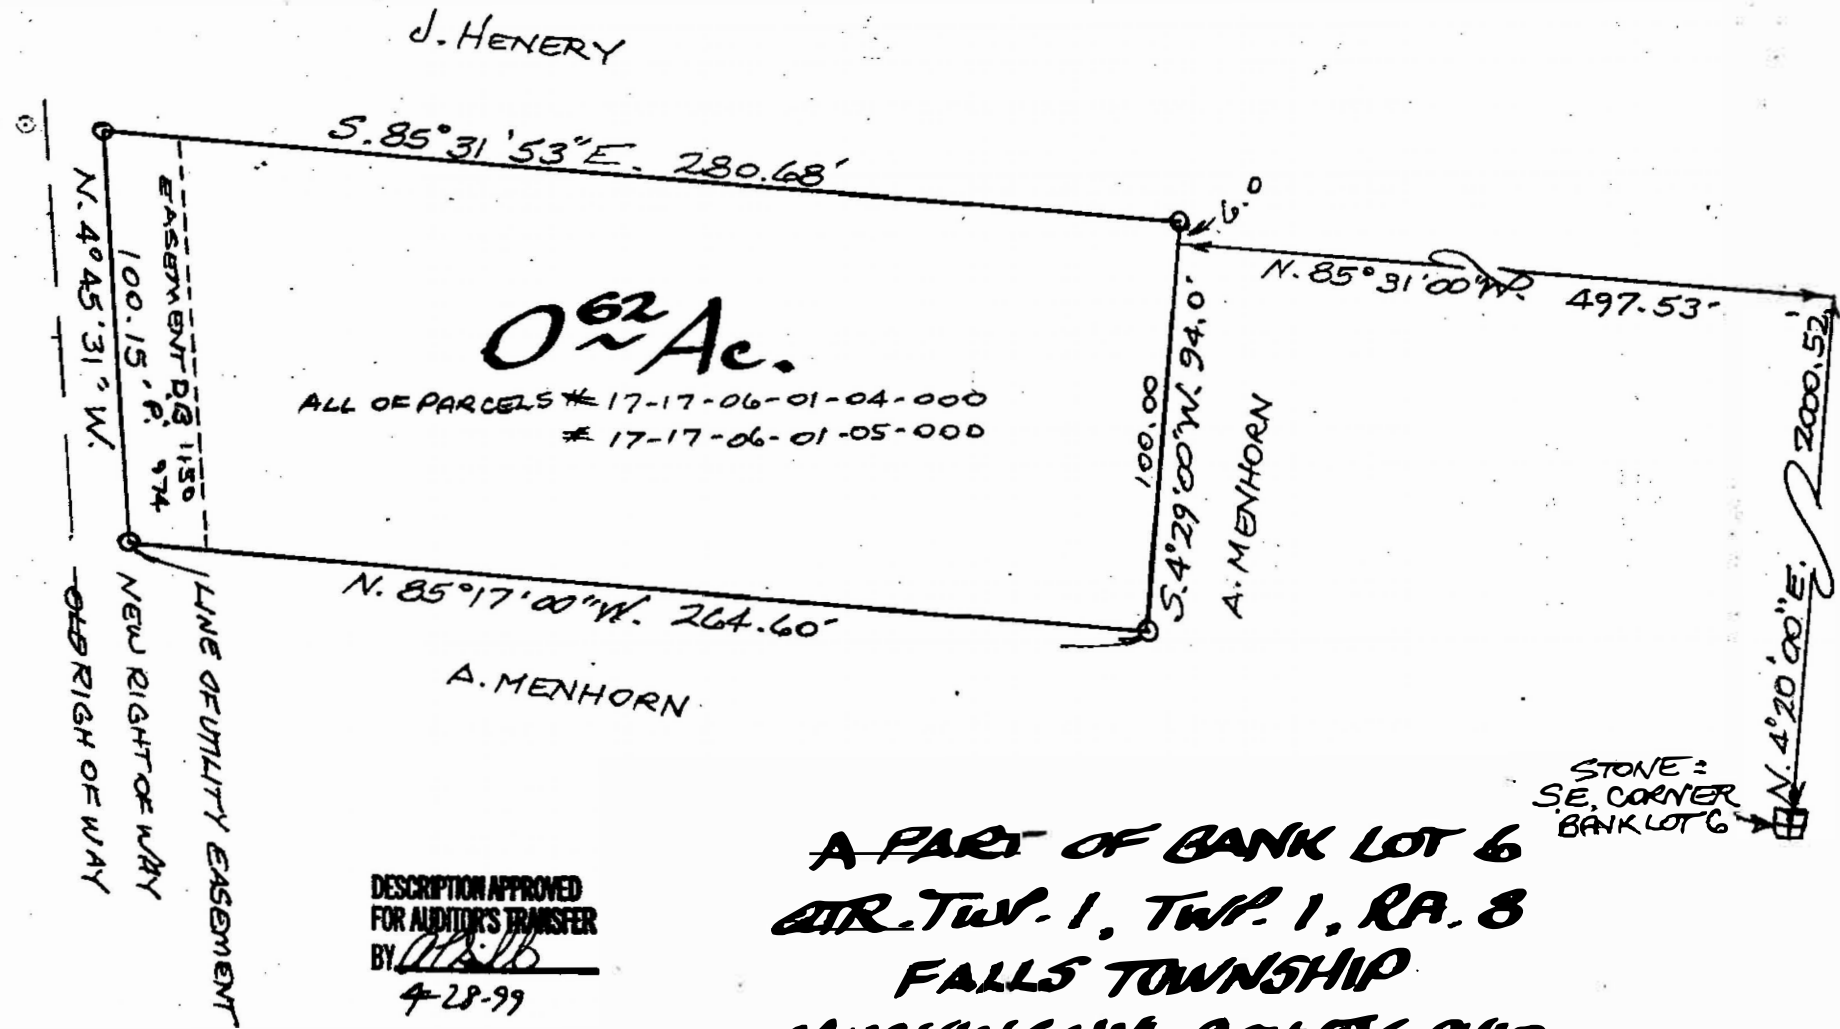 J. HENERY
S. 85° 31' 53" E. 280.68'
N. 4° 45' 31" W.
100.15'
EASEMENT D.B. 1150
P. 974
6.0
N. 85° 31' 00" W. 497.53'
0.62 Ac.
ALL OF PARCELS # 17-17-06-01-04-000
# 17-17-06-01-05-000
100.00
S. 4° 29' 00" W. 94.0'
A. MENHORN
N. 4° 20' 00" E. 2000.52'
N. 85° 17' 00" W. 264.60'
A. MENHORN
OLD RIGH OF WAY
NEW RIGHT OF WAY
LINE OF UTILITY EASEMENT
STONE =
S.E. CORNER
BANK LOT 6
DESCRIPTION APPROVED
FOR AUDITOR'S TRANSFER
BY
4-28-99
A PART OF BANK LOT 6
QTR. TWP. 1, TWP. 1, RA. 8
FALLS TOWNSHIP